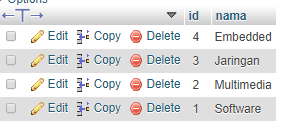 Options
←T→ id nama
Edit Copy Delete 4 Embedded
Edit Copy Delete 3 Jaringan
Edit Copy Delete 2 Multimedia
Edit Copy Delete 1 Software